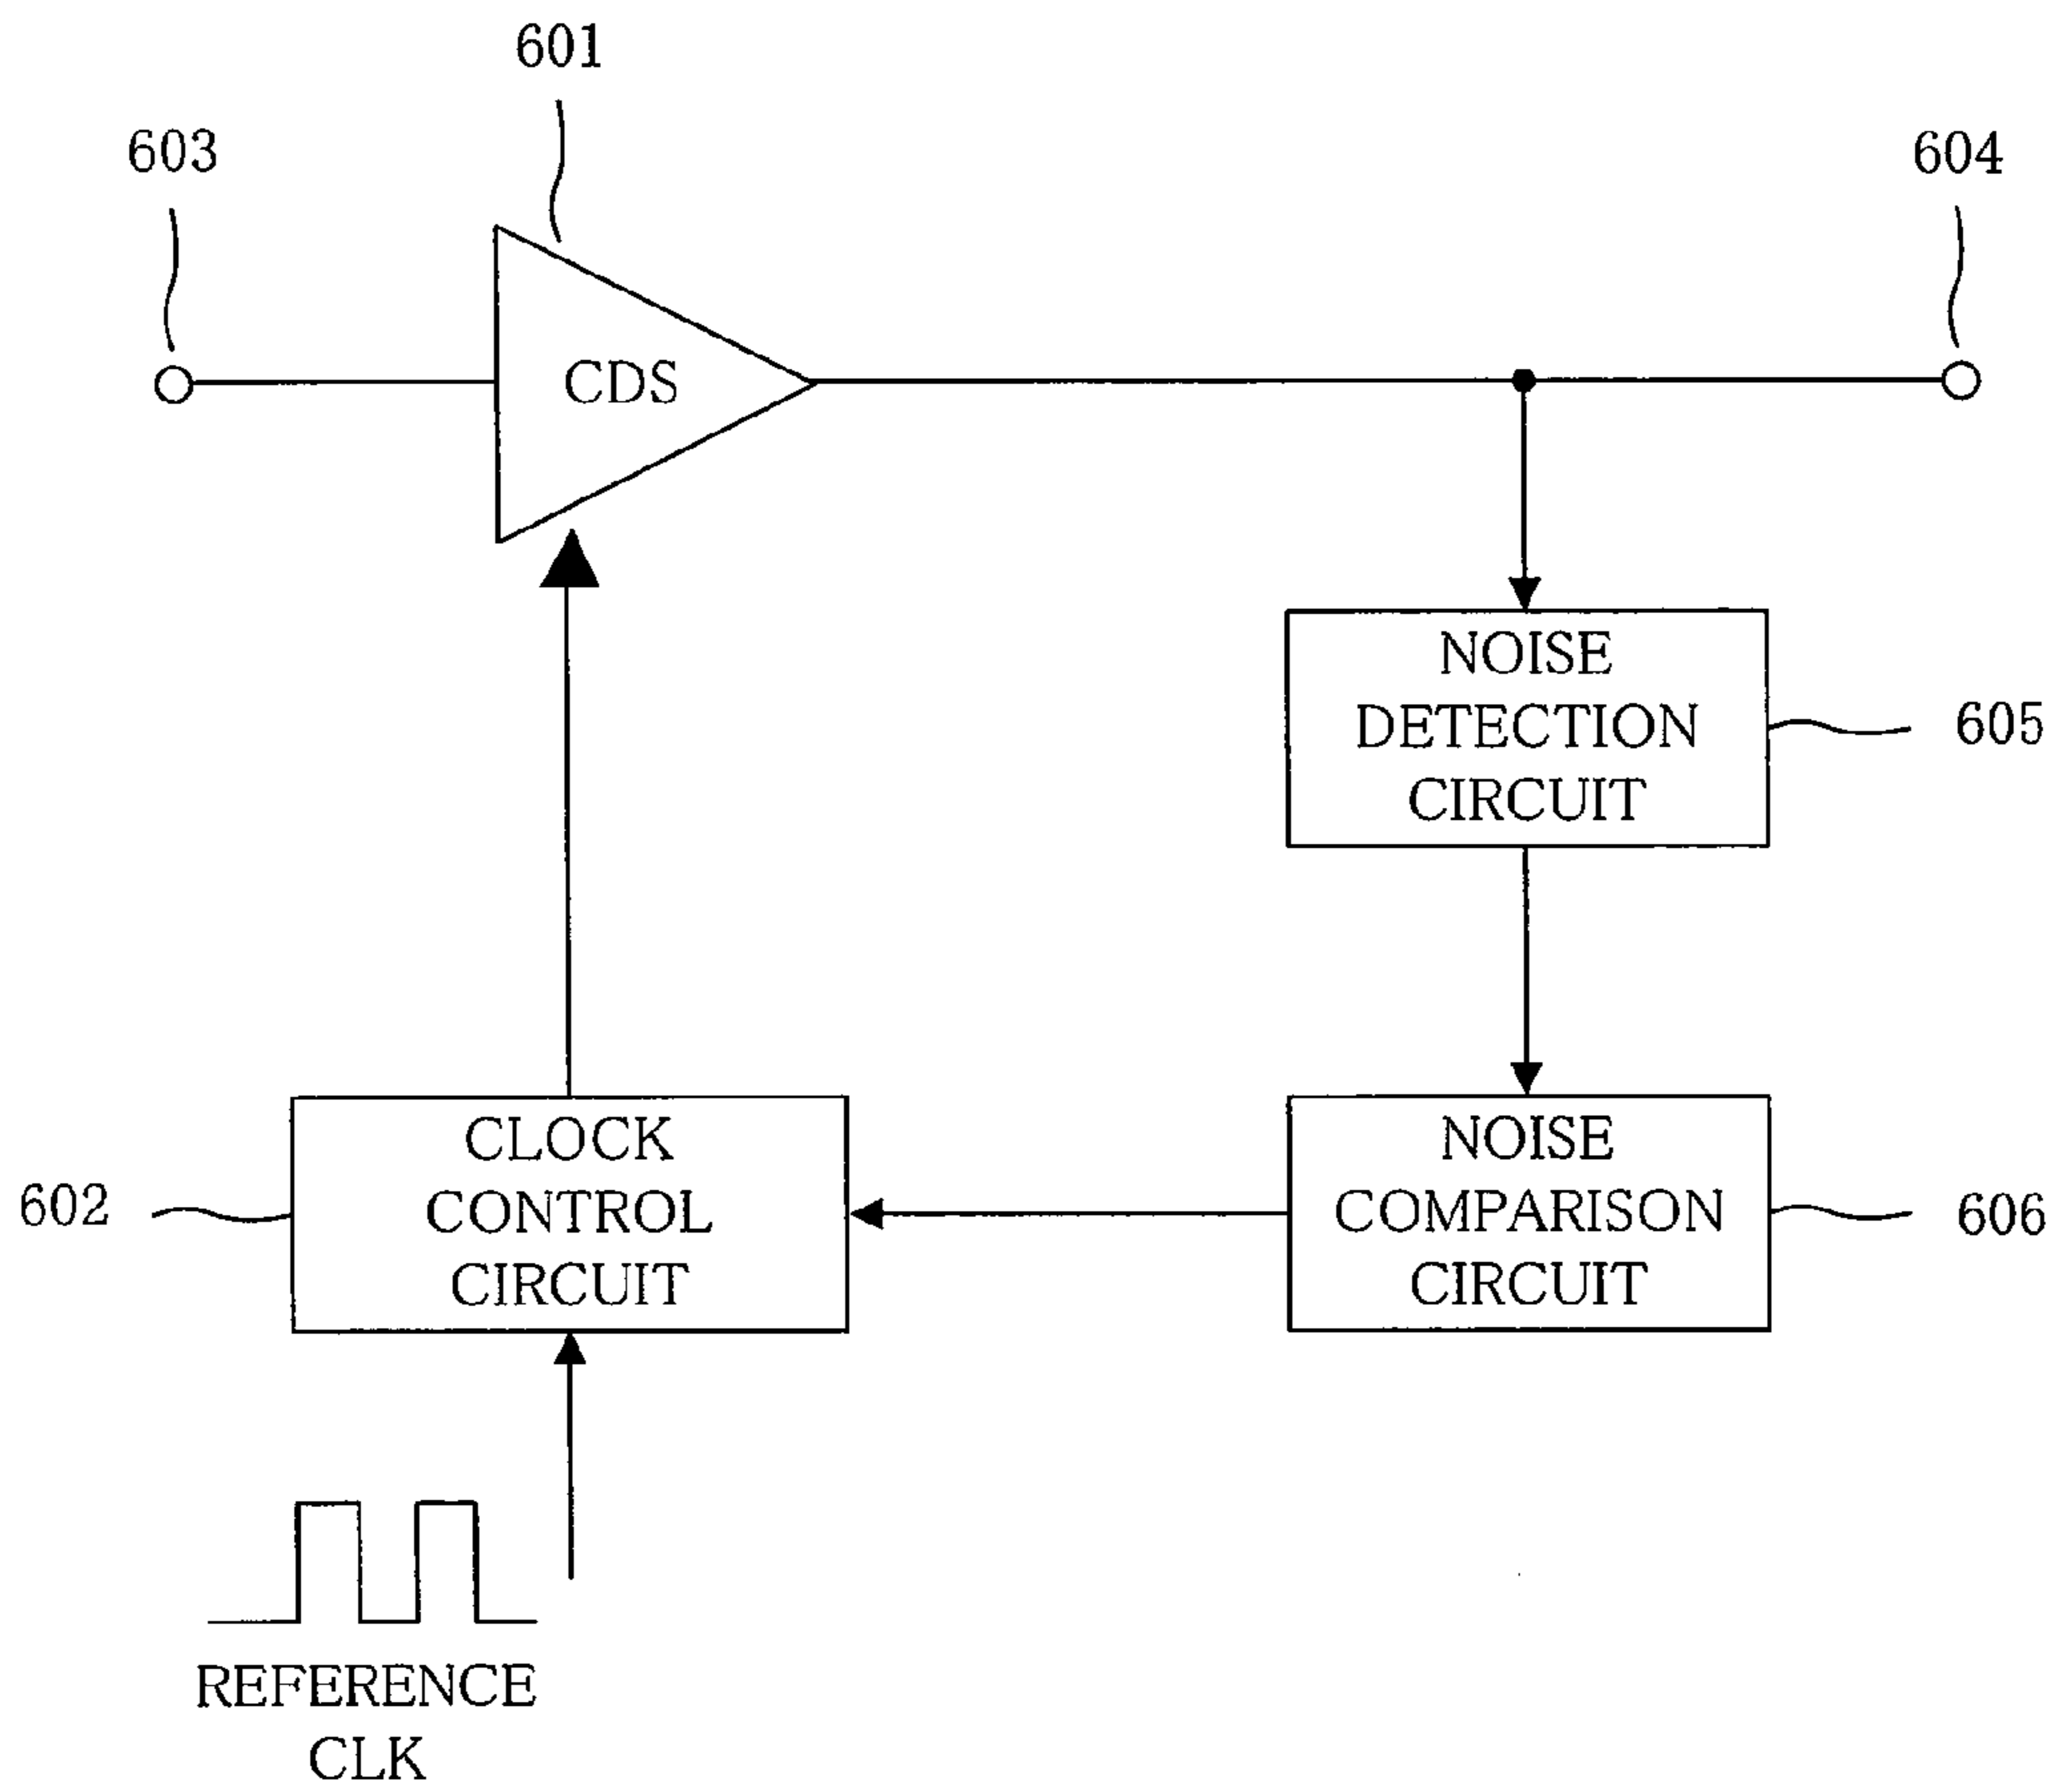 601
603
604
CDS
NOISE
DETECTION
CIRCUIT
605
CLOCK
CONTROL
CIRCUIT
602
NOISE
COMPARISON
CIRCUIT
606
REFERENCE
CLK